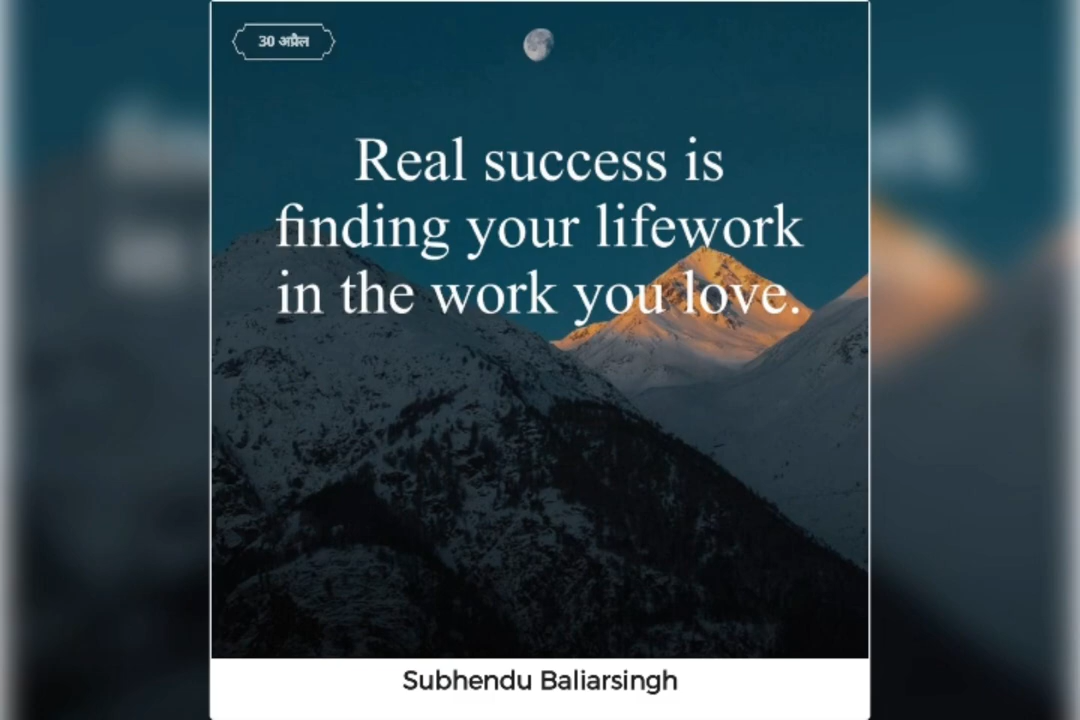 30 अप्रैल
Real success is
finding your lifework
in the work you love.
Subhendu Baliarsingh